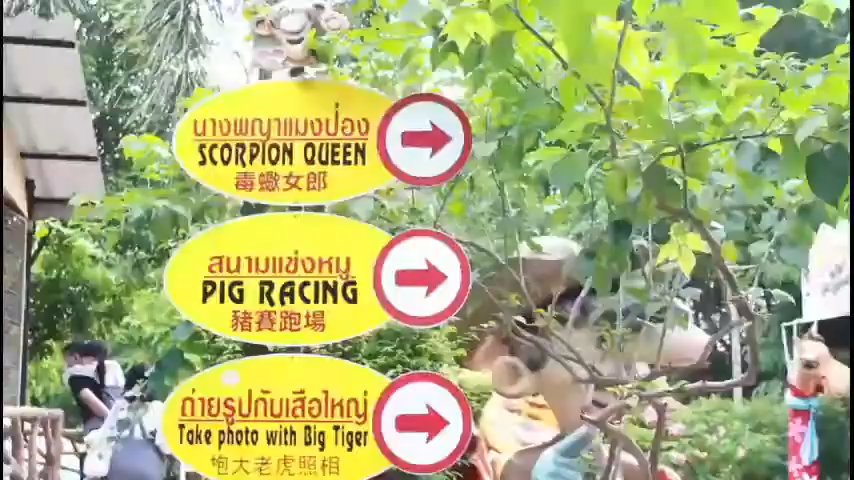 นางพญาแมงป่อง
SCORPION QUEEN
毒蠍女郎
สนามแข่งหมู
PIG RACING
豬賽跑場
ถ่ายรูปกับเสือใหญ่
Take photo with Big Tiger
抱大老虎照相